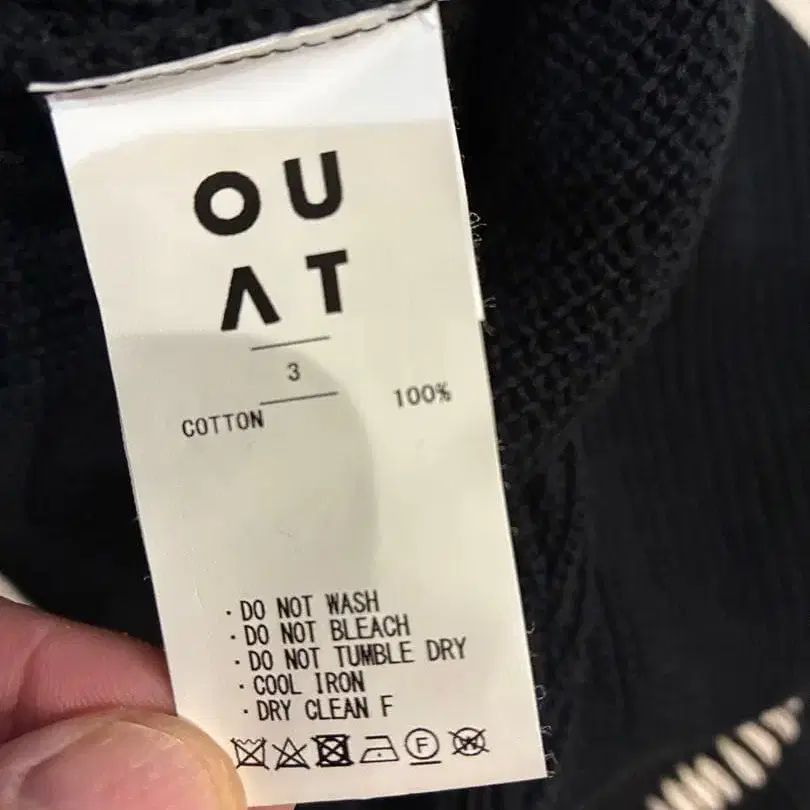 OU
ΛT
3
COTTON 100%
・DO NOT WASH
・DO NOT BLEACH
・DO NOT TUMBLE DRY
・COOL IRON
・DRY CLEAN F
F W